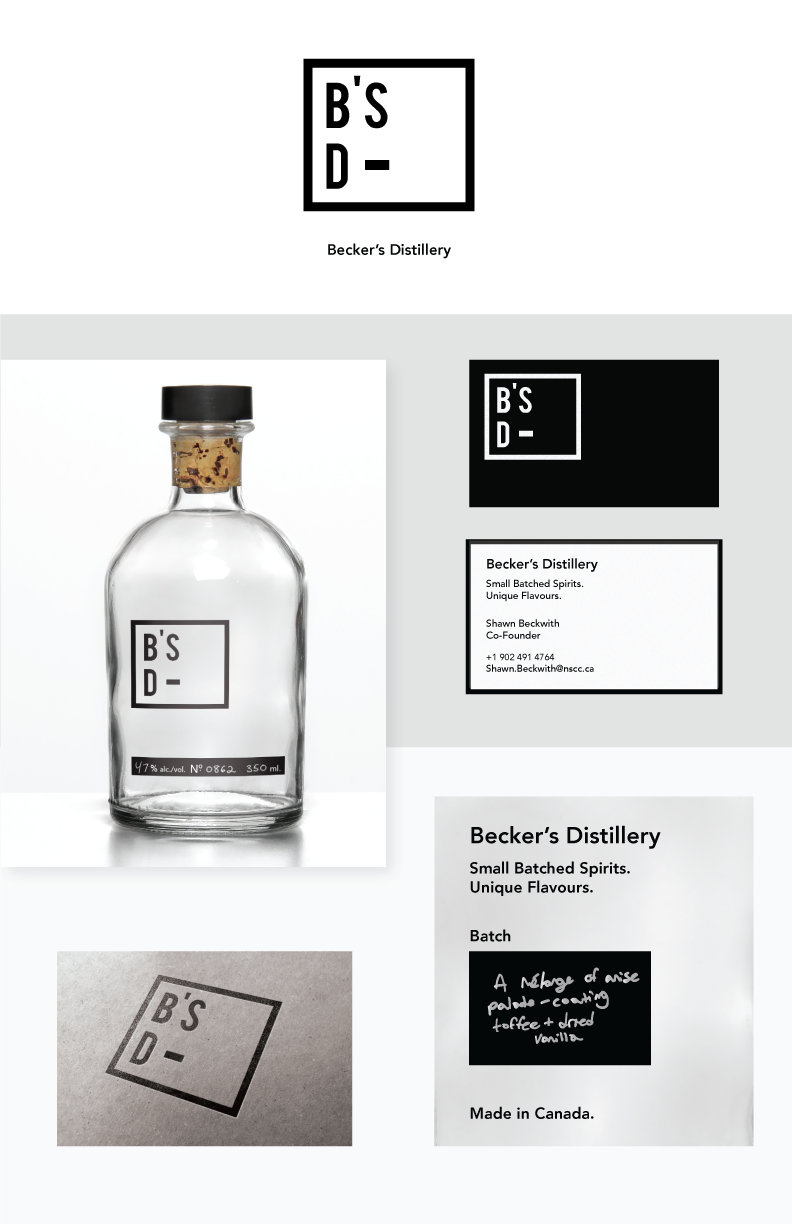 B'S
D -
Becker's Distillery
B'S
D -
B'S
D -
47% alc./vol. Nº 0862 350 ml.
B'S
D -
Becker's Distillery
Small Batched Spirits.
Unique Flavours.
Shawn Beckwith
Co-Founder
+1 902 491 4764
Shawn.Beckwith@nscc.ca
B'S
D -
Becker's Distillery
Small Batched Spirits.
Unique Flavours.
Batch
A mélange of anise
palate-coating
toffee + dried
vanilla
Made in Canada.